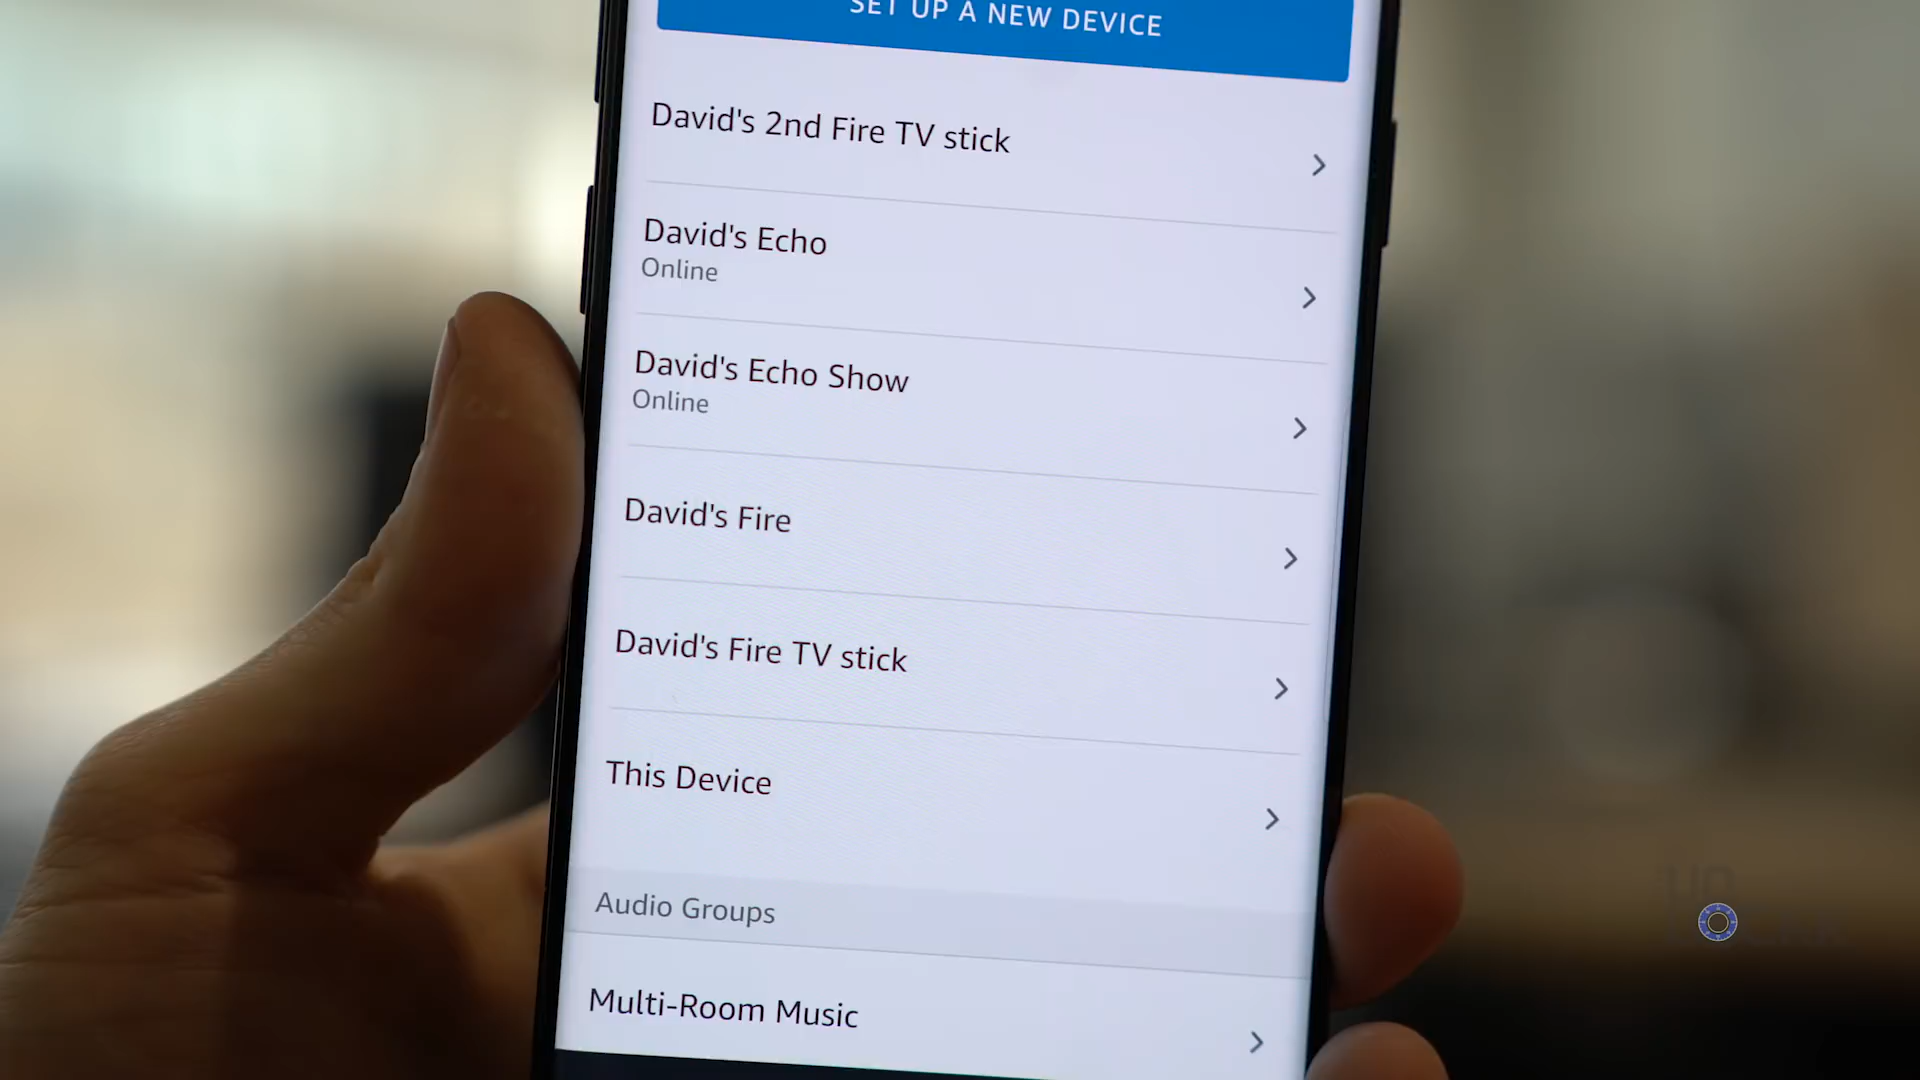 SET UP A NEW DEVICE
David's 2nd Fire TV stick
David's Echo
Online
David's Echo Show
Online
David's Fire
David's Fire TV stick
This Device
Audio Groups
Multi-Room Music